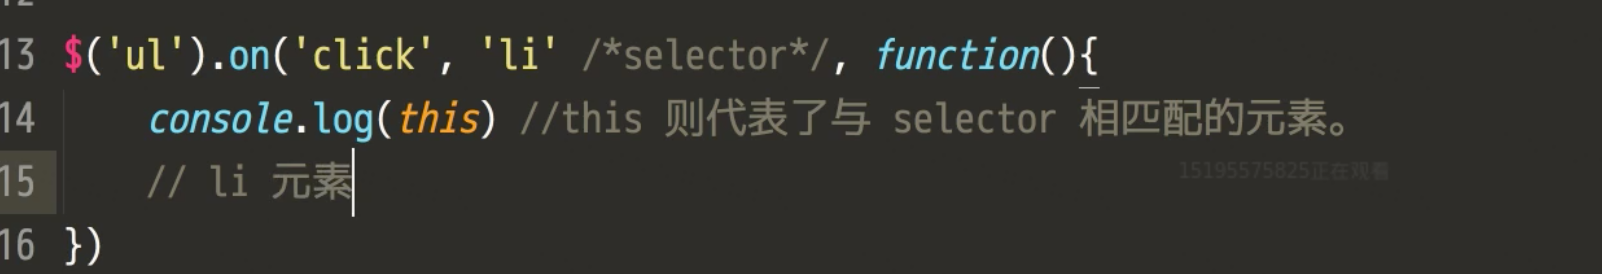 12
13 $('ul').on('click', 'li' /*selector*/, function(){
14 console.log(this) //this 则代表了与 selector 相匹配的元素。
15195575825正在观看
15 // li 元素
16 })